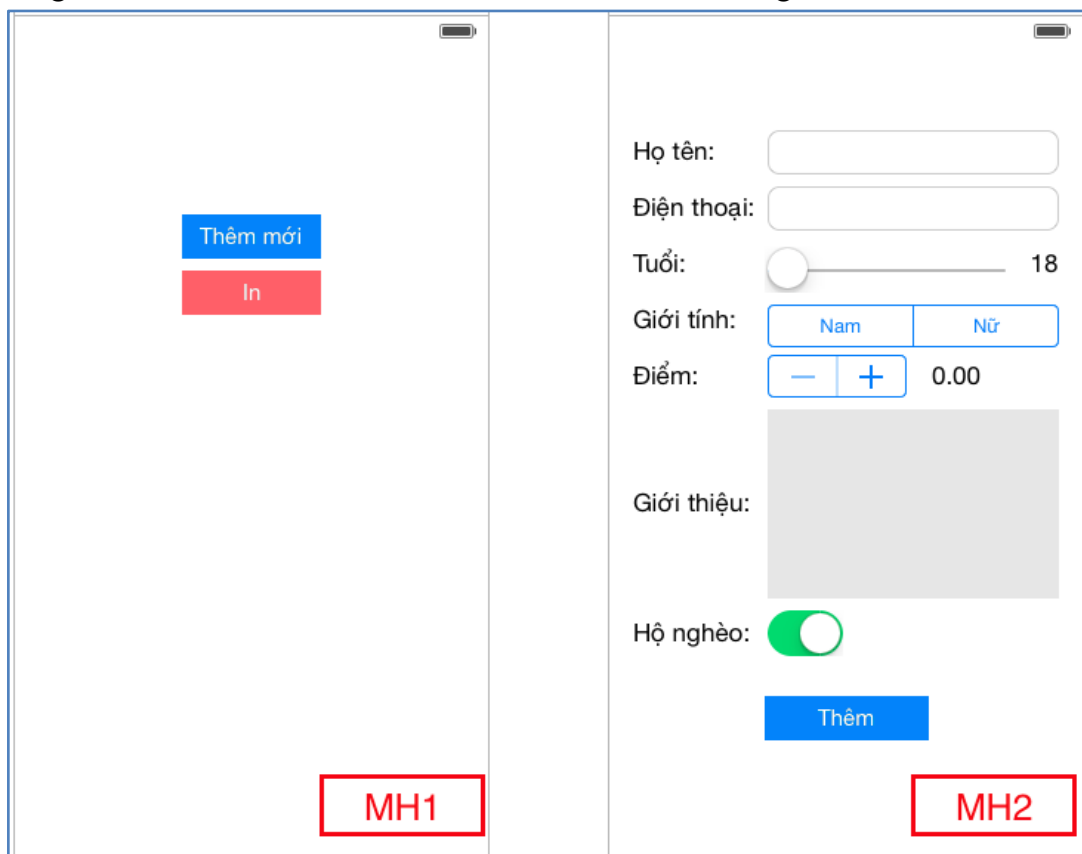 Thêm mới
In
MH1
Họ tên:
Điện thoại:
Tuổi: 18
Giới tính: Nam Nữ
Điểm: 0.00
Giới thiệu:
Hộ nghèo:
Thêm
MH2